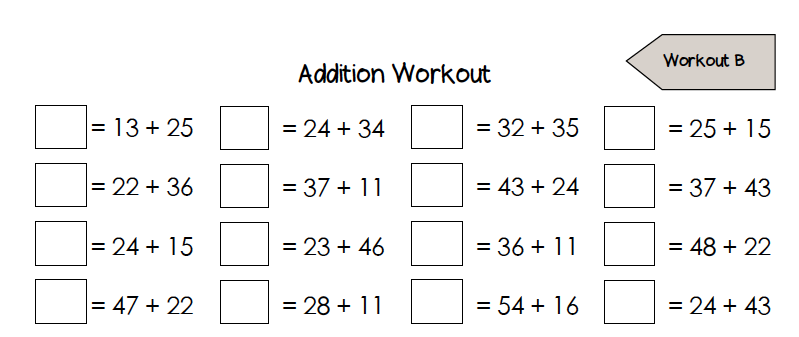 Workout B
Addition Workout
= 13 + 25 = 24 + 34 = 32 + 35 = 25 + 15
= 22 + 36 = 37 + 11 = 43 + 24 = 37 + 43
= 24 + 15 = 23 + 46 = 36 + 11 = 48 + 22
= 47 + 22 = 28 + 11 = 54 + 16 = 24 + 43